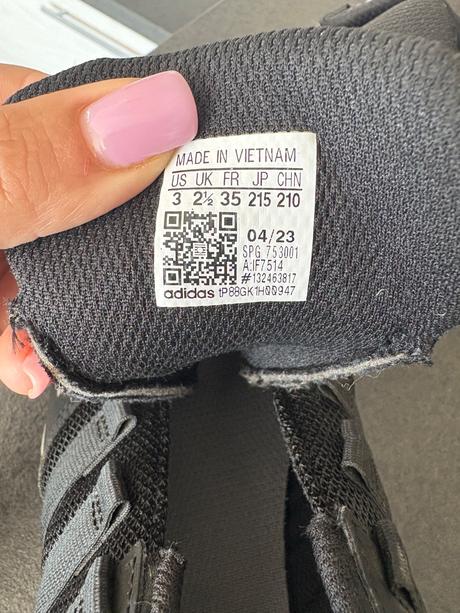 MADE IN VIETNAM
US UK FR JP CHN
3 2½ 35 215 210
04/23
SPG 753001
A:IF7514
#132463817
adidas tP88GK1H00947